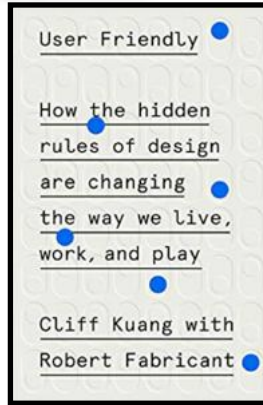 User Friendly
How the hidden
rules of design
are changing
the way we live,
work, and play
Cliff Kuang with
Robert Fabricant